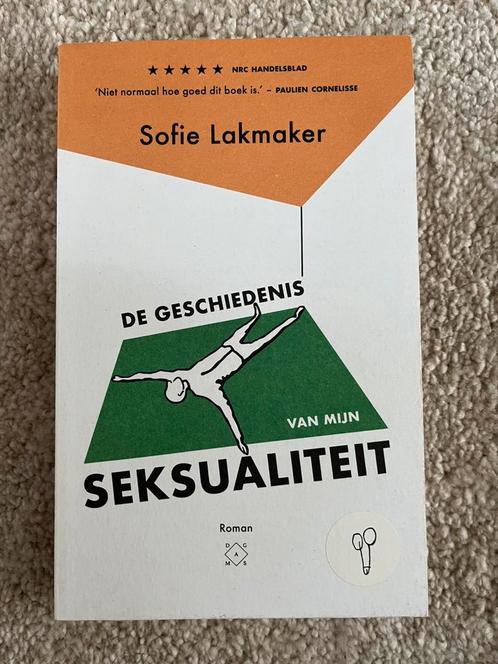 ★★★★★ NRC HANDELSBLAD
‘Niet normaal hoe goed dit boek is.’ – PAULIEN CORNELISSE
Sofie Lakmaker
DE GESCHIEDENIS
VAN MIJN
SEKSUALITEIT
Roman
D G
A
M S